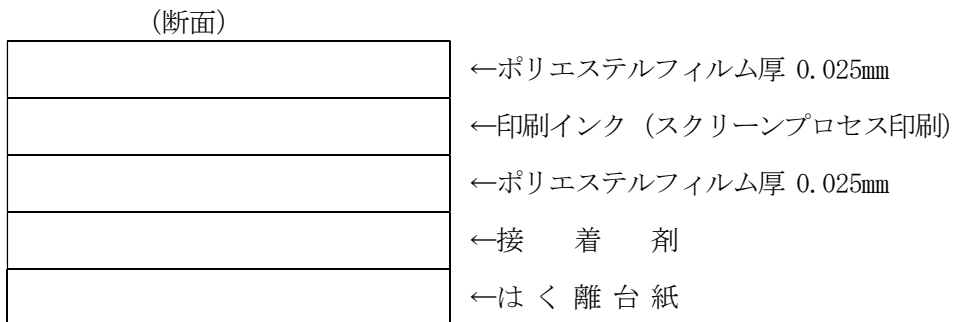 (断面)
←ポリエステルフィルム厚 0.025㎜
←印刷インク (スクリーンプロセス印刷)
←ポリエステルフィルム厚 0.025㎜
←接　着　剤
←は く 離 台 紙